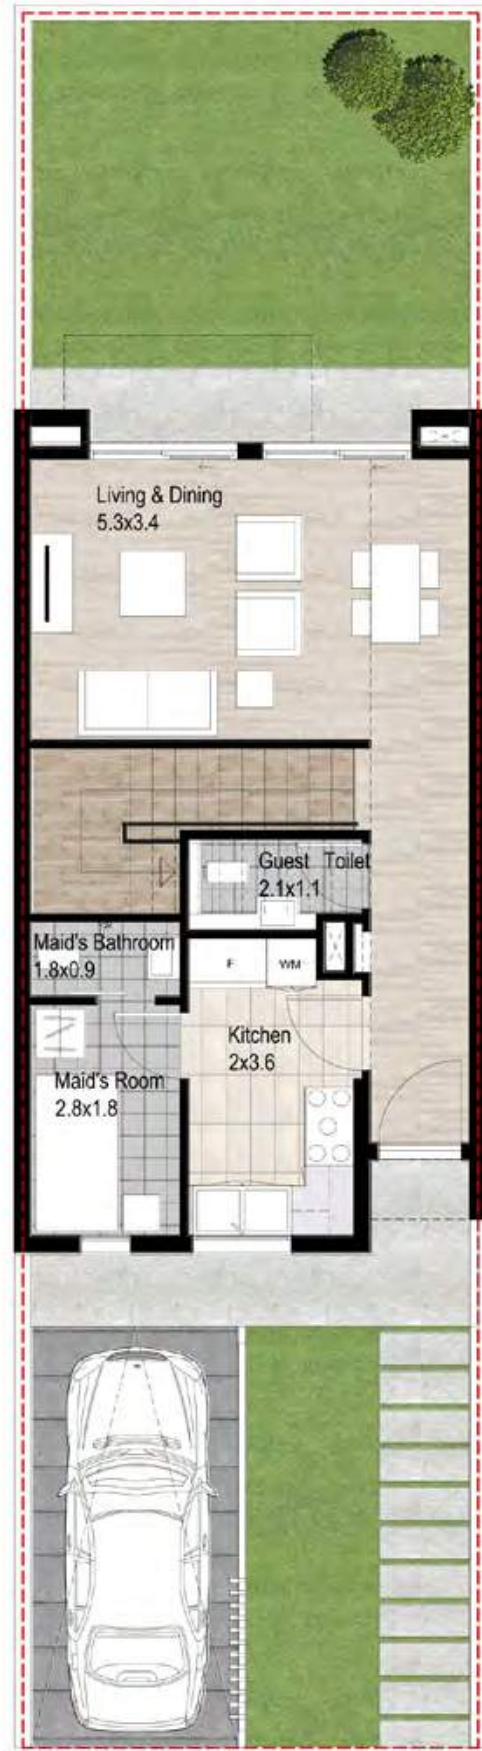 Living & Dining
5.3x3.4
Guest Toilet
2.1x1.1
Maid's Bathroom
1.8x0.9
F WM
Kitchen
2x3.6
Maid's Room
2.8x1.8